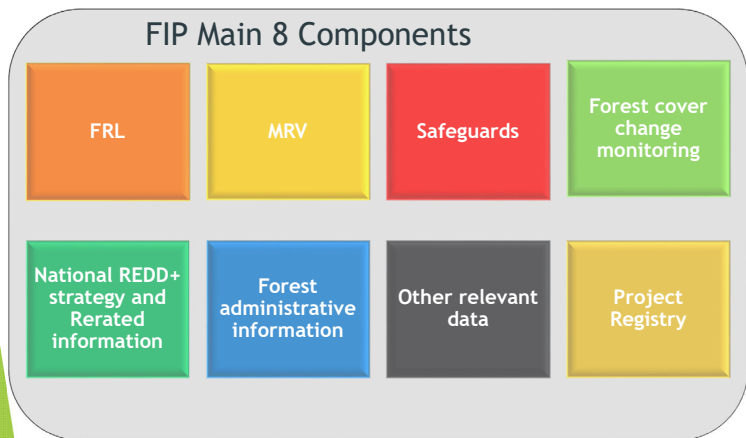 FIP Main 8 Components
FRL
MRV
Safeguards
Forest cover
change
monitoring
National REDD+
strategy and
Rerated
information
Forest
administrative
information
Other relevant
data
Project
Registry